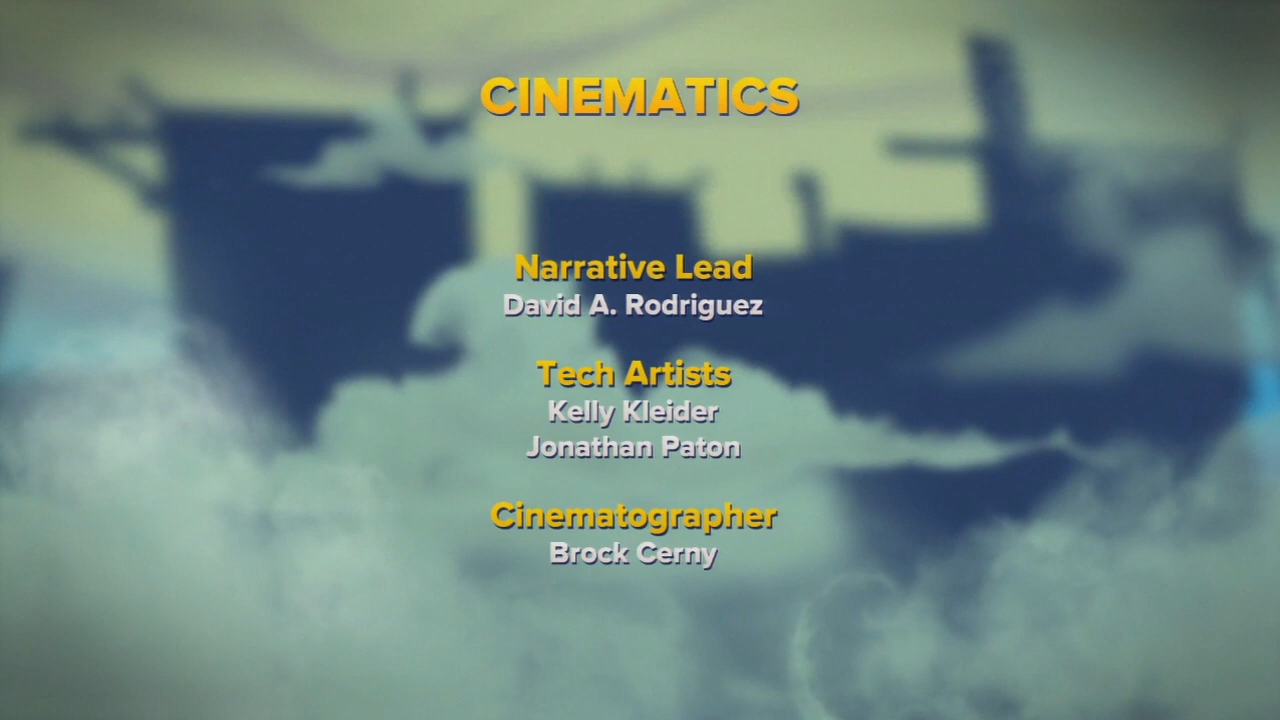 CINEMATICS
Narrative Lead
David A. Rodriguez
Tech Artists
Kelly Kleider
Jonathan Paton
Cinematographer
Brock Cerny